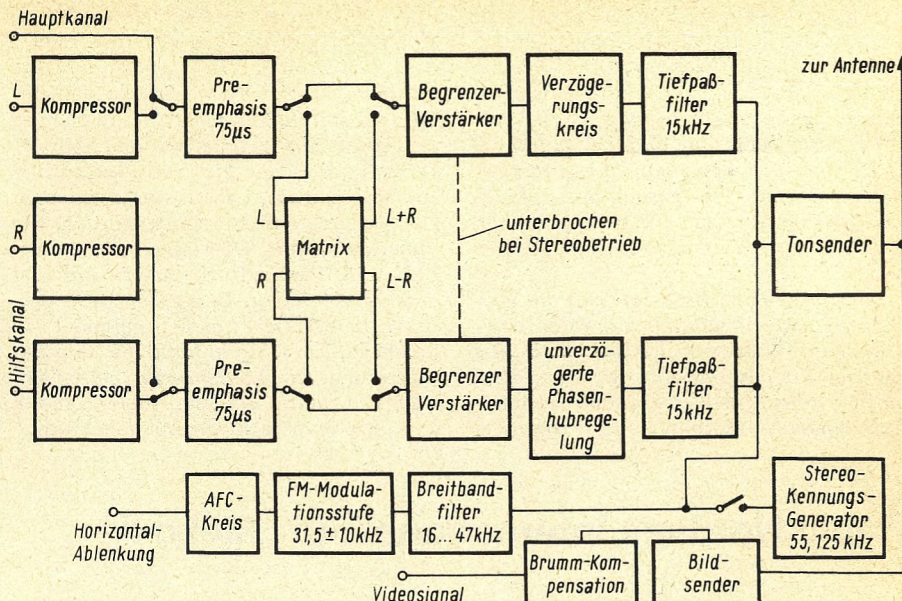 Hauptkanal
L
Kompressor
Pre-
emphasis
75µs
Begrenzer-
Verstärker
Verzöge-
rungs-
kreis
Tiefpaß-
filter
15kHz
zur Antenne
L
L+R
Matrix
R
L-R
unterbrochen
bei Stereobetrieb
Tonsender
R
Kompressor
Hilfskanal
Kompressor
Pre-
emphasis
75µs
Begrenzer
Verstärker
unverzö-
gerte
Phasen-
hubrege-
lung
Tiefpaß-
filter
15kHz
Horizontal-
Ablenkung
AFC-
Kreis
FM-Modula-
tionsstufe
31,5 ± 10kHz
Breitband-
filter
16...47kHz
Stereo-
Kennungs-
Generator
55,125 kHz
Videosignal
Brumm-Kom-
pensation
Bild-
sender